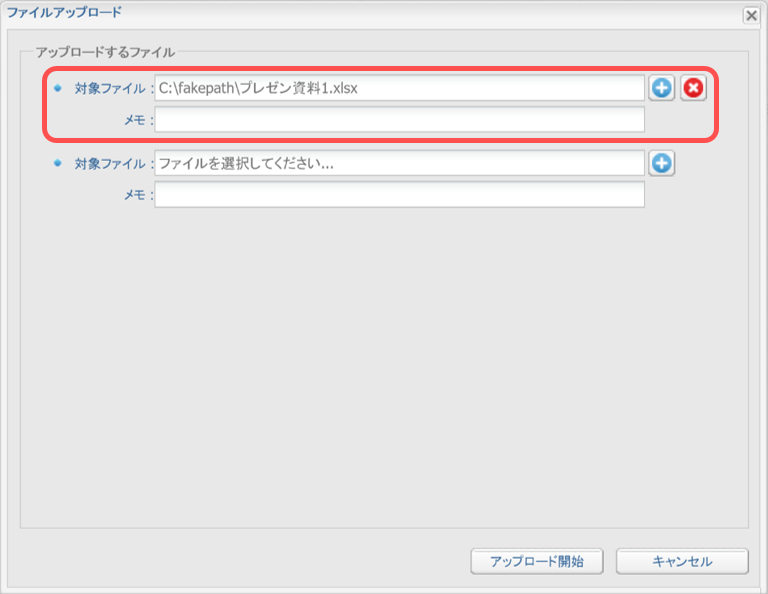 ファイルアップロード
アップロードするファイル
対象ファイル : C:\fakepath\プレゼン資料1.xlsx
メモ :
対象ファイル : ファイルを選択してください...
メモ :
アップロード開始 キャンセル